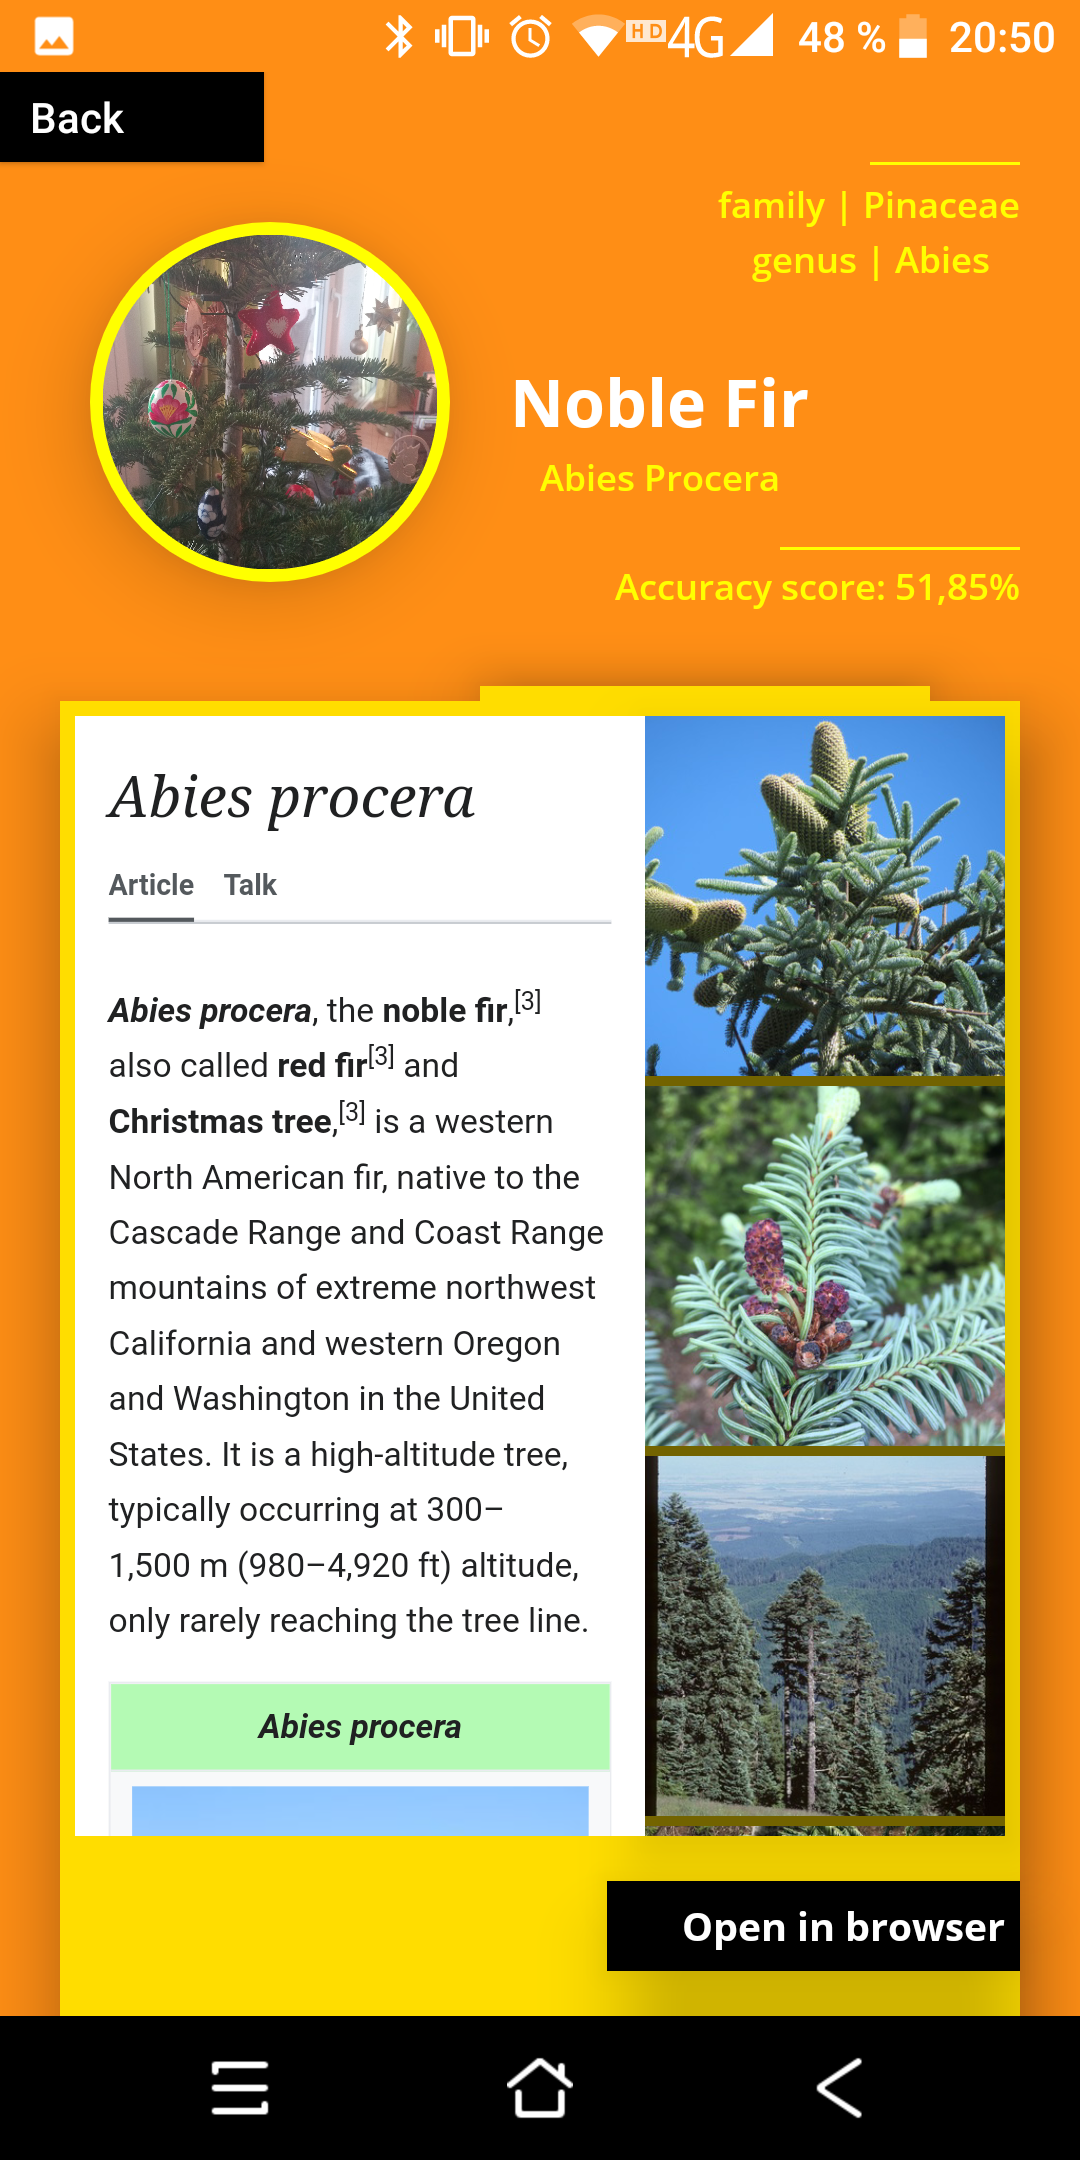 HD 4G 48 % 20:50
Back
family | Pinaceae
genus | Abies
Noble Fir
Abies Procera
Accuracy score: 51,85%
Abies procera
Article Talk
Abies procera, the noble fir,[3]
also called red fir[3] and
Christmas tree,[3] is a western
North American fir, native to the
Cascade Range and Coast Range
mountains of extreme northwest
California and western Oregon
and Washington in the United
States. It is a high-altitude tree,
typically occurring at 300–
1,500 m (980–4,920 ft) altitude,
only rarely reaching the tree line.
Abies procera
Open in browser